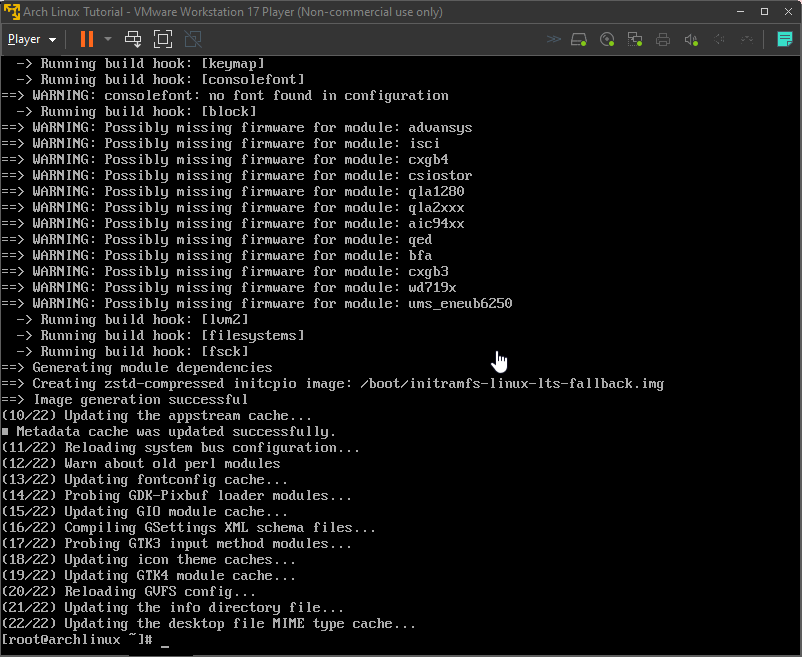 Arch Linux Tutorial - VMware Workstation 17 Player (Non-commercial use only)
Player
-> Running build hook: [keymap]
-> Running build hook: [consolefont]
==> WARNING: consolefont: no font found in configuration
-> Running build hook: [block]
==> WARNING: Possibly missing firmware for module: advansys
==> WARNING: Possibly missing firmware for module: isci
==> WARNING: Possibly missing firmware for module: cxgb4
==> WARNING: Possibly missing firmware for module: csiostor
==> WARNING: Possibly missing firmware for module: qla1280
==> WARNING: Possibly missing firmware for module: qla2xxx
==> WARNING: Possibly missing firmware for module: aic94xx
==> WARNING: Possibly missing firmware for module: qed
==> WARNING: Possibly missing firmware for module: bfa
==> WARNING: Possibly missing firmware for module: cxgb3
==> WARNING: Possibly missing firmware for module: wd719x
==> WARNING: Possibly missing firmware for module: ums_eneub6250
-> Running build hook: [lvm2]
-> Running build hook: [filesystems]
-> Running build hook: [fsck]
==> Generating module dependencies
==> Creating zstd-compressed initcpio image: /boot/initramfs-linux-lts-fallback.img
==> Image generation successful
(10/22) Updating the appstream cache...
■ Metadata cache was updated successfully.
(11/22) Reloading system bus configuration...
(12/22) Warn about old perl modules
(13/22) Updating fontconfig cache...
(14/22) Probing GDK-Pixbuf loader modules...
(15/22) Updating GIO module cache...
(16/22) Compiling GSettings XML schema files...
(17/22) Probing GTK3 input method modules...
(18/22) Updating icon theme caches...
(19/22) Updating GTK4 module cache...
(20/22) Reloading GVFS config...
(21/22) Updating the info directory file...
(22/22) Updating the desktop file MIME type cache...
[root@archlinux ~]# _